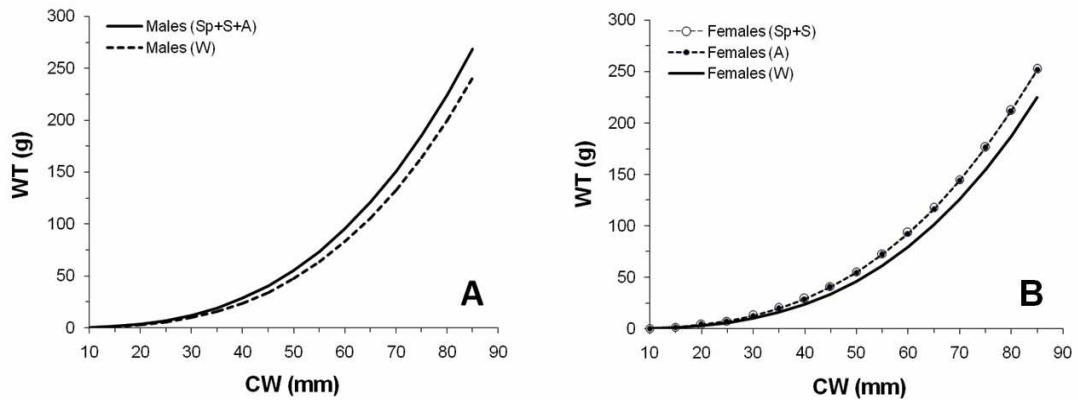 300
250
200
150
100
50
0
WT (g)
Males (Sp+S+A)
Males (W)
A
10 20 30 40 50 60 70 80 90
CW (mm)
300
250
200
150
100
50
0
WT (g)
Females (Sp+S)
Females (A)
Females (W)
B
10 20 30 40 50 60 70 80 90
CW (mm)